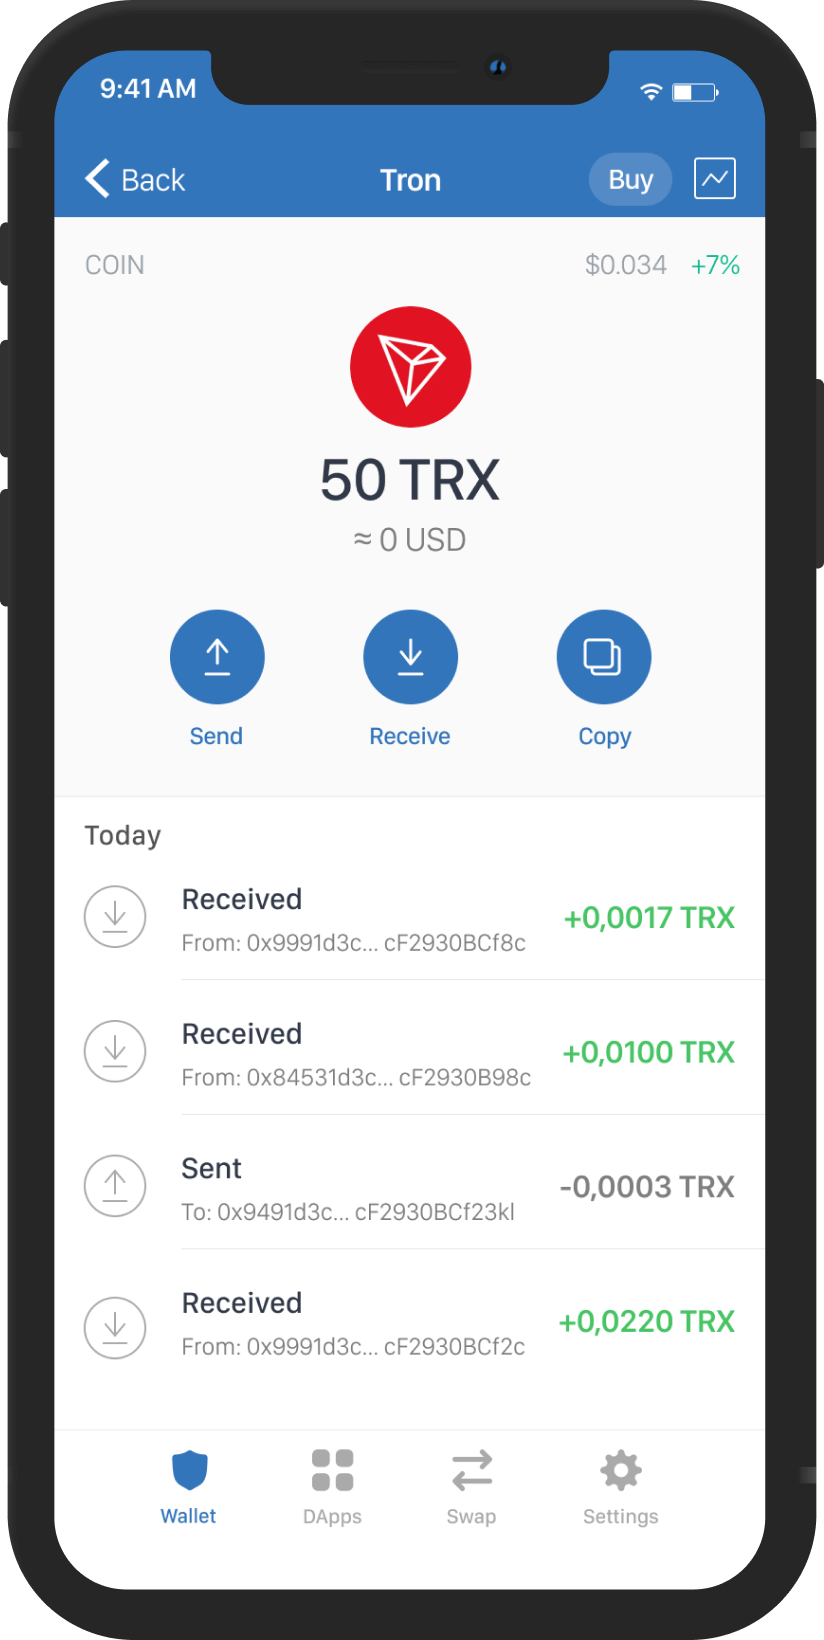 9:41 AM
Back
Tron
Buy
COIN
$0.034 +7%
50 TRX
≈ 0 USD
Send
Receive
Copy
Today
Received
+0,0017 TRX
From: 0x9991d3c... cF2930BCf8c
Received
+0,0100 TRX
From: 0x84531d3c... cF2930B98c
Sent
-0,0003 TRX
To: 0x9491d3c... cF2930BCf23kl
Received
+0,0220 TRX
From: 0x9991d3c... cF2930BCf2c
Wallet
DApps
Swap
Settings